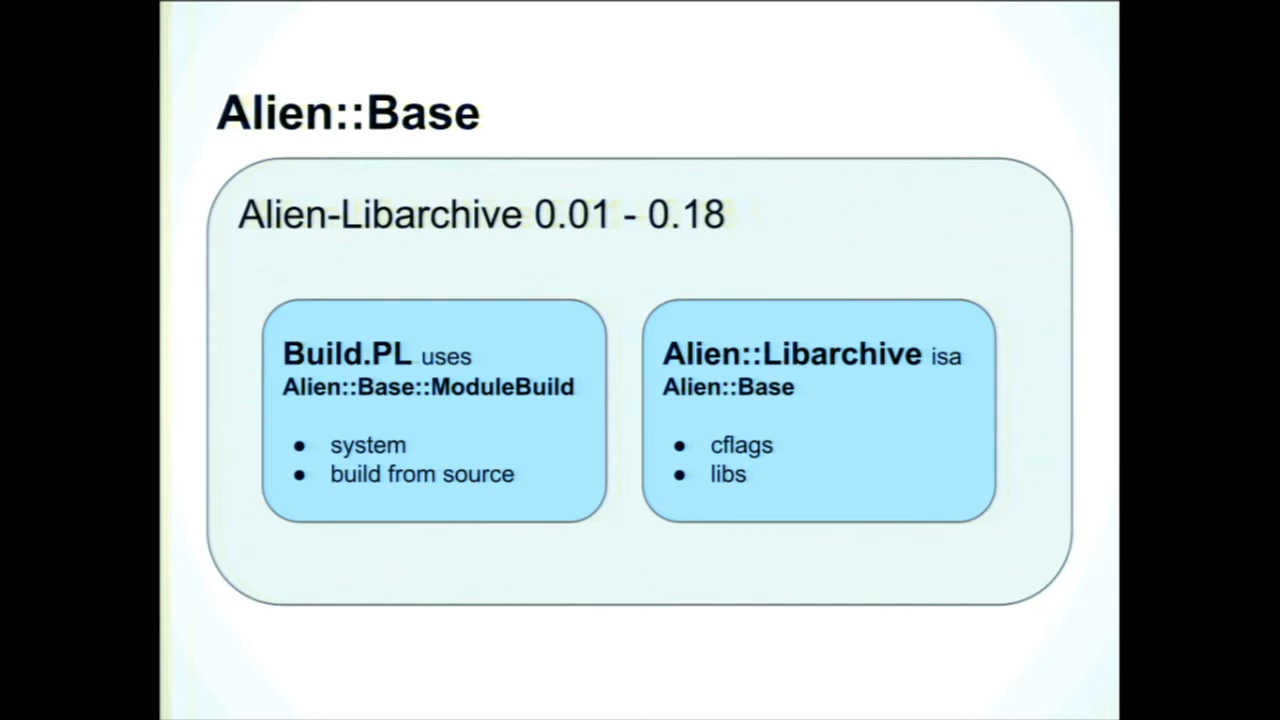 Alien::Base
Alien-Libarchive 0.01 - 0.18
Build.PL uses
Alien::Base::ModuleBuild
● system
● build from source
Alien::Libarchive isa
Alien::Base
● cflags
● libs